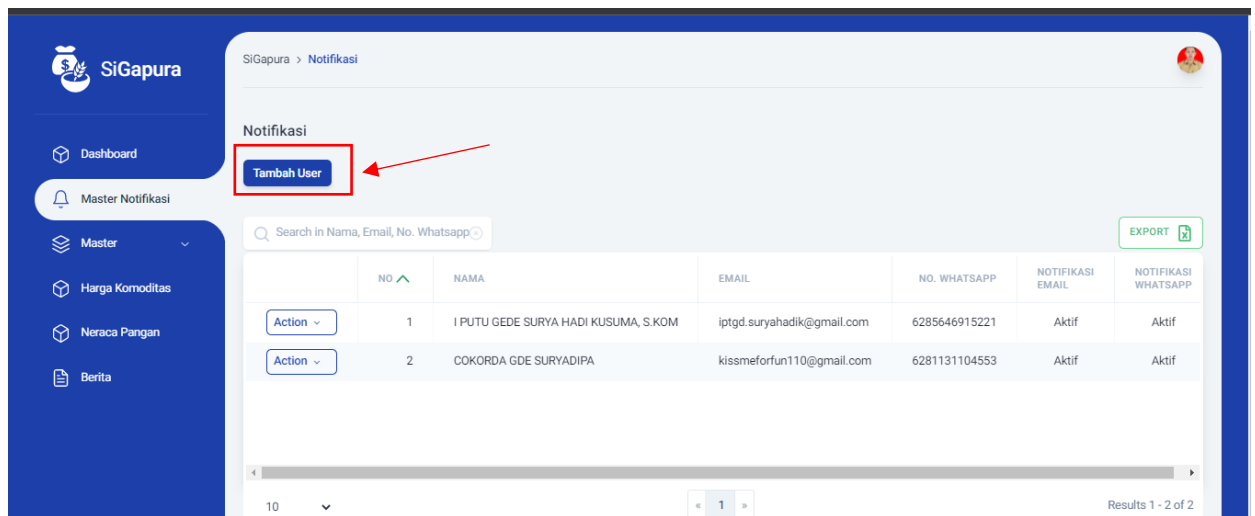 SiGapura
SiGapura > Notifikasi
Dashboard
Master Notifikasi
Master
Harga Komoditas
Neraca Pangan
Berita
Notifikasi
Tambah User
Search in Nama, Email, No. Whatsapp
EXPORT
NO NAMA EMAIL NO. WHATSAPP NOTIFIKASI EMAIL NOTIFIKASI WHATSAPP
Action 1 I PUTU GEDE SURYA HADI KUSUMA, S.KOM iptgd.suryahadik@gmail.com 6285646915221 Aktif Aktif
Action 2 COKORDA GDE SURYADIPA kissmeforfun110@gmail.com 6281131104553 Aktif Aktif
10 « 1 » Results 1 - 2 of 2